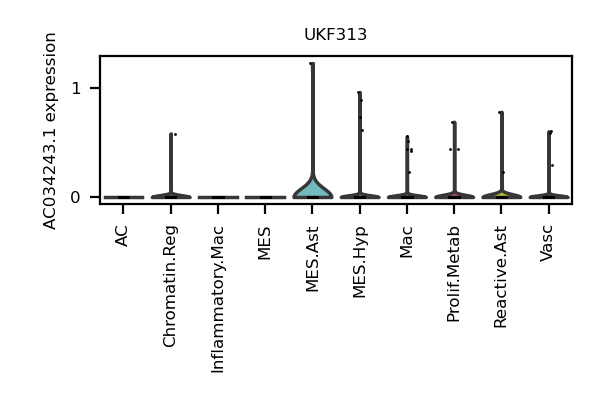 UKF313
AC034243.1 expression
1
0
AC
Chromatin.Reg
Inflammatory.Mac
MES
MES.Ast
MES.Hyp
Mac
Prolif.Metab
Reactive.Ast
Vasc